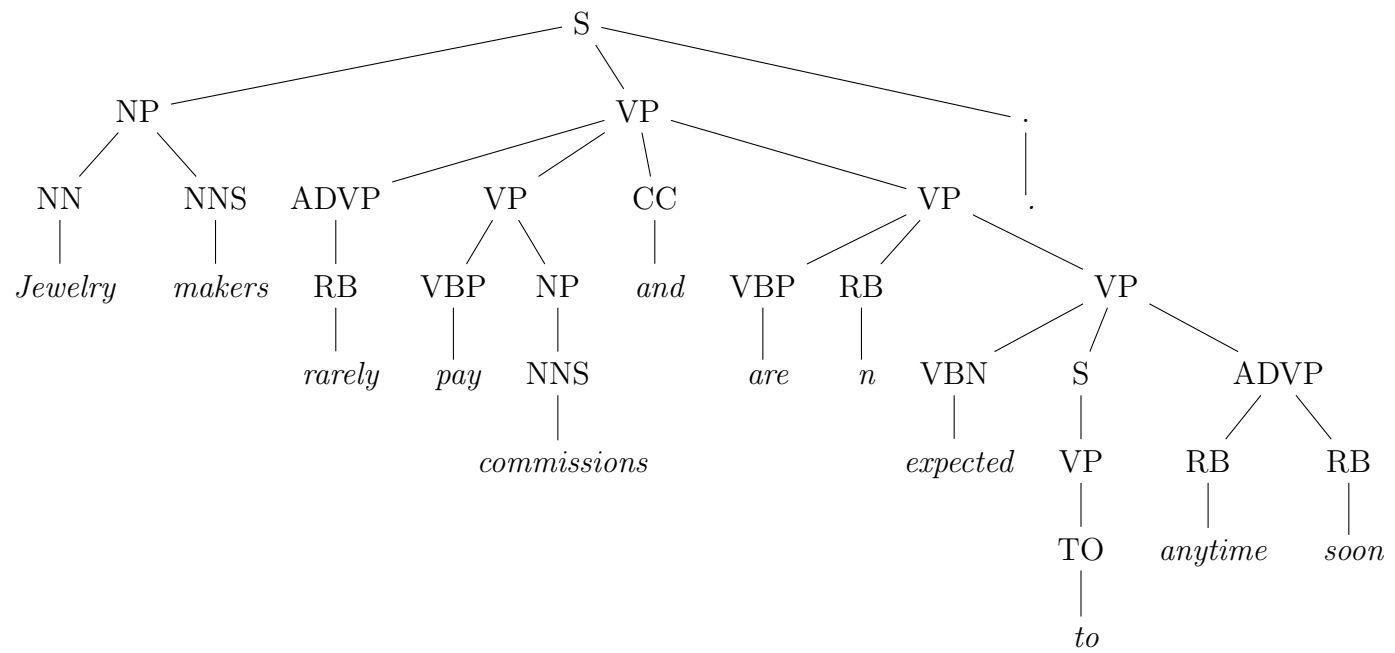 S
NP VP .
NN NNS ADVP VP CC VP .
Jewelry makers RB VBP NP and VBP RB VP
rarely pay NNS are n VBN S ADVP
commissions expected VP RB RB
TO anytime soon
to